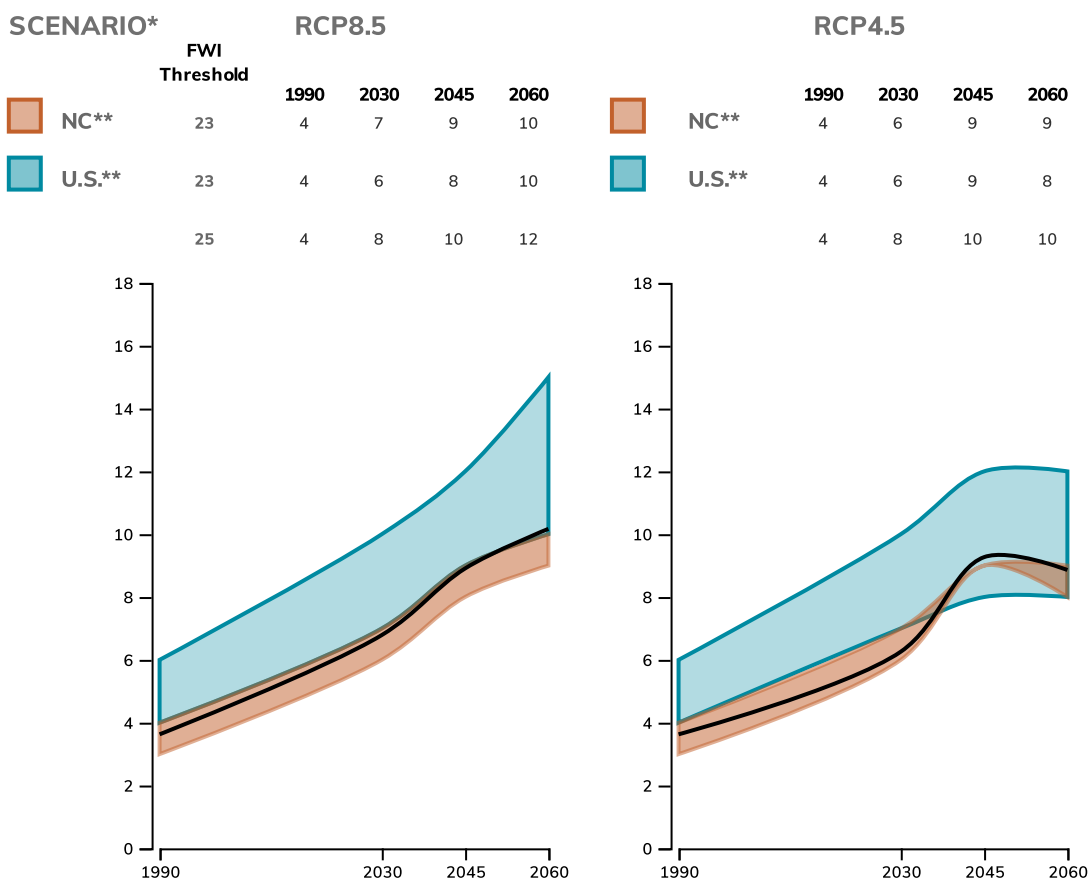 SCENARIO* RCP8.5 RCP4.5
FWI
Threshold
1990 2030 2045 2060 1990 2030 2045 2060
NC** 23 4 7 9 10 NC** 4 6 9 9
U.S.** 23 4 6 8 10 U.S.** 4 6 9 8
25 4 8 10 12 4 8 10 10
18 18
16 16
14 14
12 12
10 10
8 8
6 6
4 4
2 2
0 0
1990 2030 2045 2060 1990 2030 2045 2060